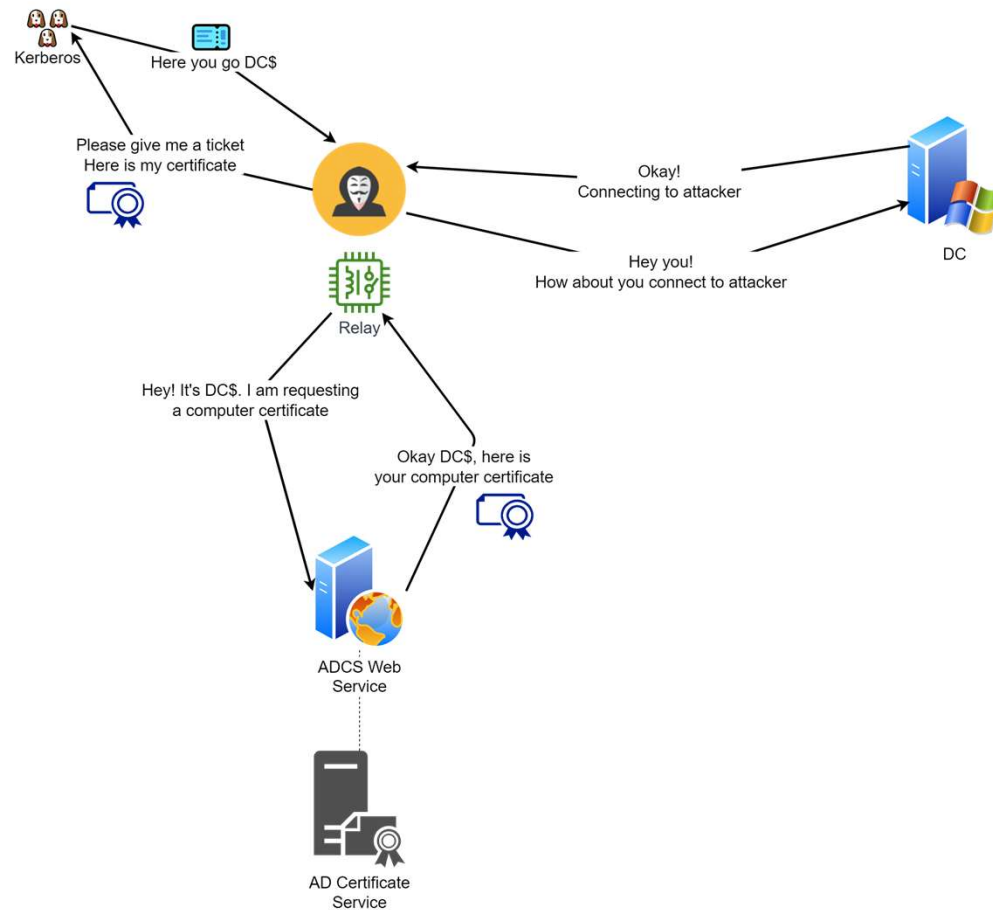 Kerberos
Here you go DC$
Please give me a ticket
Here is my certificate
Okay!
Connecting to attacker
DC
Hey you!
How about you connect to attacker
Relay
Hey! It's DC$. I am requesting
a computer certificate
Okay DC$, here is
your computer certificate
ADCS Web
Service
AD Certificate
Service